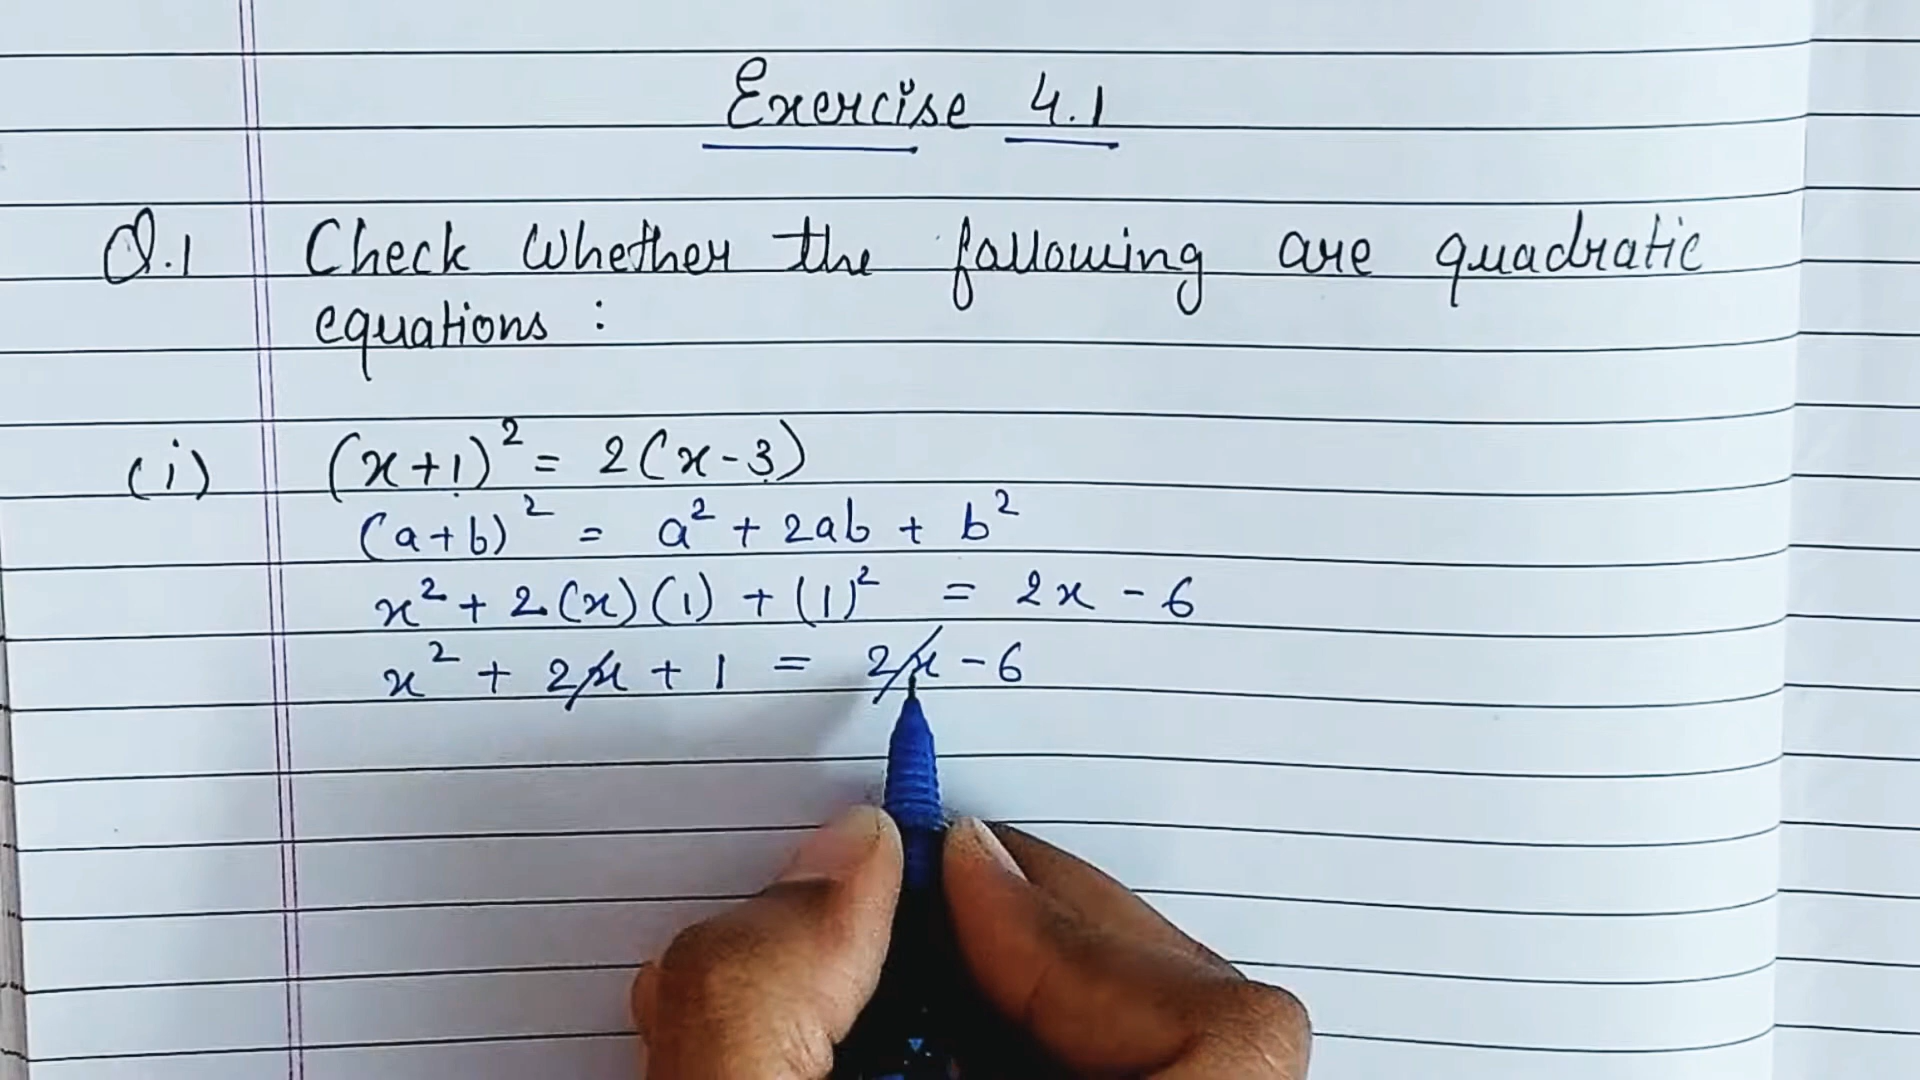 Exercise 4.1
Q.1 Check whether the following are quadratic
equations :
(i) (x+1)² = 2(x-3)
(a+b)² = a² + 2ab + b²
x² + 2(x)(1) + (1)² = 2x - 6
x² + 2x + 1 = 2x - 6